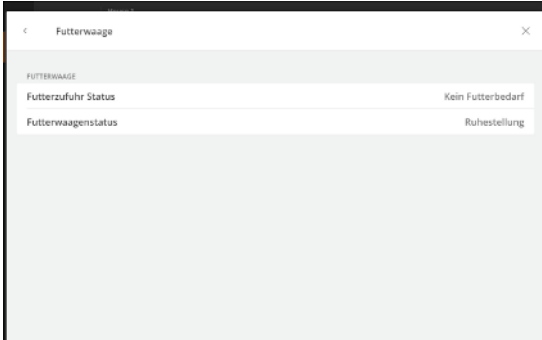 Futterwaage
FUTTERWAAGE
Futterzufuhr Status Kein Futterbedarf
Futterwaagenstatus Ruhestellung